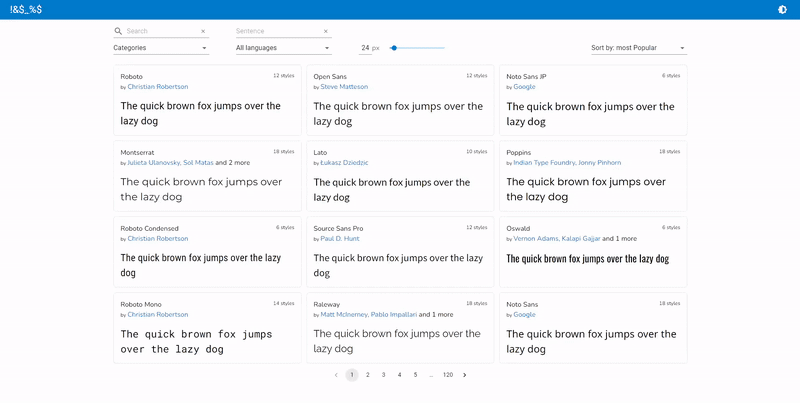 !&$_%$
Search ×
Sentence ×
Categories
All languages
24 px
Sort by: most Popular
Roboto 12 styles
by Christian Robertson
The quick brown fox jumps over the
lazy dog
Open Sans 12 styles
by Steve Matteson
The quick brown fox jumps over the
lazy dog
Noto Sans JP 6 styles
by Google
The quick brown fox jumps over the
lazy dog
Montserrat 18 styles
by Julieta Ulanovsky, Sol Matas and 2 more
The quick brown fox jumps over
the lazy dog
Lato 10 styles
by Łukasz Dziedzic
The quick brown fox jumps over the
lazy dog
Poppins 18 styles
by Indian Type Foundry, Jonny Pinhorn
The quick brown fox jumps over
the lazy dog
Roboto Condensed 6 styles
by Christian Robertson
The quick brown fox jumps over the lazy
dog
Source Sans Pro 12 styles
by Paul D. Hunt
The quick brown fox jumps over the lazy
dog
Oswald 6 styles
by Vernon Adams, Kalapi Gajjar and 1 more
The quick brown fox jumps over the lazy dog
Roboto Mono 14 styles
by Christian Robertson
The quick brown fox jumps
over the lazy dog
Raleway 18 styles
by Matt McInerney, Pablo Impallari and 1 more
The quick brown fox jumps over the
lazy dog
Noto Sans 18 styles
by Google
The quick brown fox jumps over the
lazy dog
‹ 1 2 3 4 5 … 120 ›